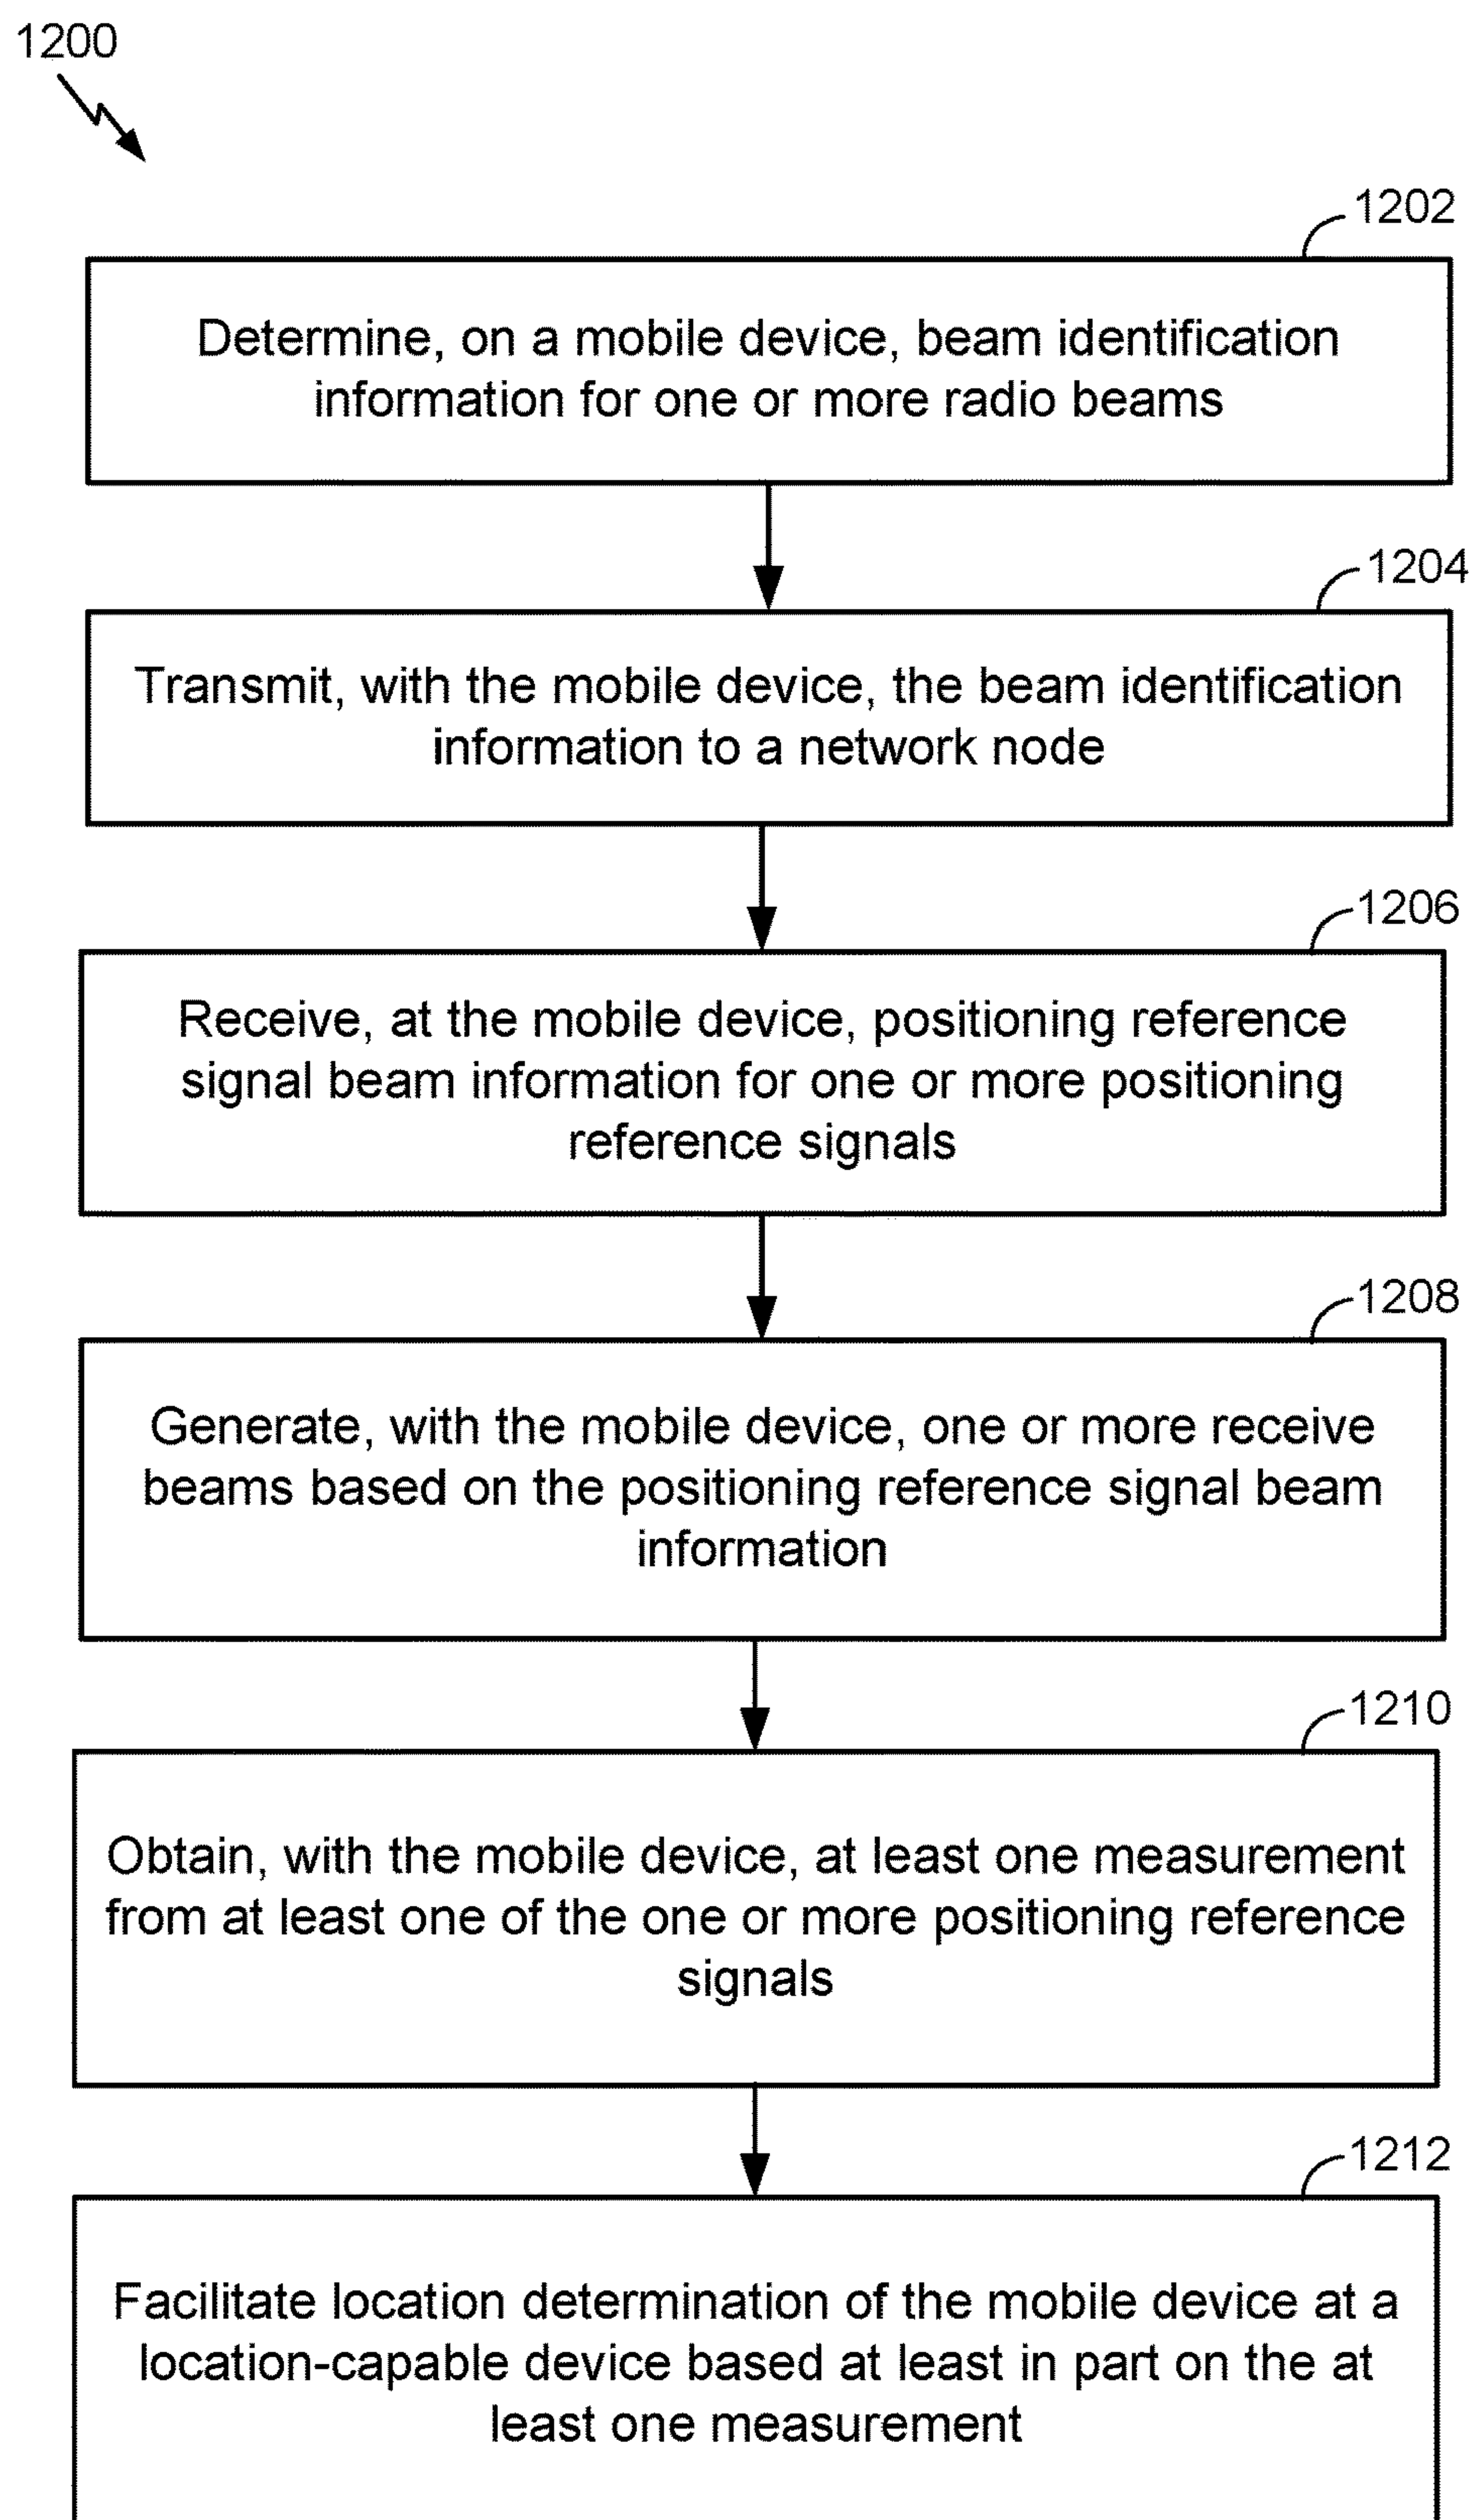 1200
1202
Determine, on a mobile device, beam identification
information for one or more radio beams
1204
Transmit, with the mobile device, the beam identification
information to a network node
1206
Receive, at the mobile device, positioning reference
signal beam information for one or more positioning
reference signals
1208
Generate, with the mobile device, one or more receive
beams based on the positioning reference signal beam
information
1210
Obtain, with the mobile device, at least one measurement
from at least one of the one or more positioning reference
signals
1212
Facilitate location determination of the mobile device at a
location-capable device based at least in part on the at
least one measurement